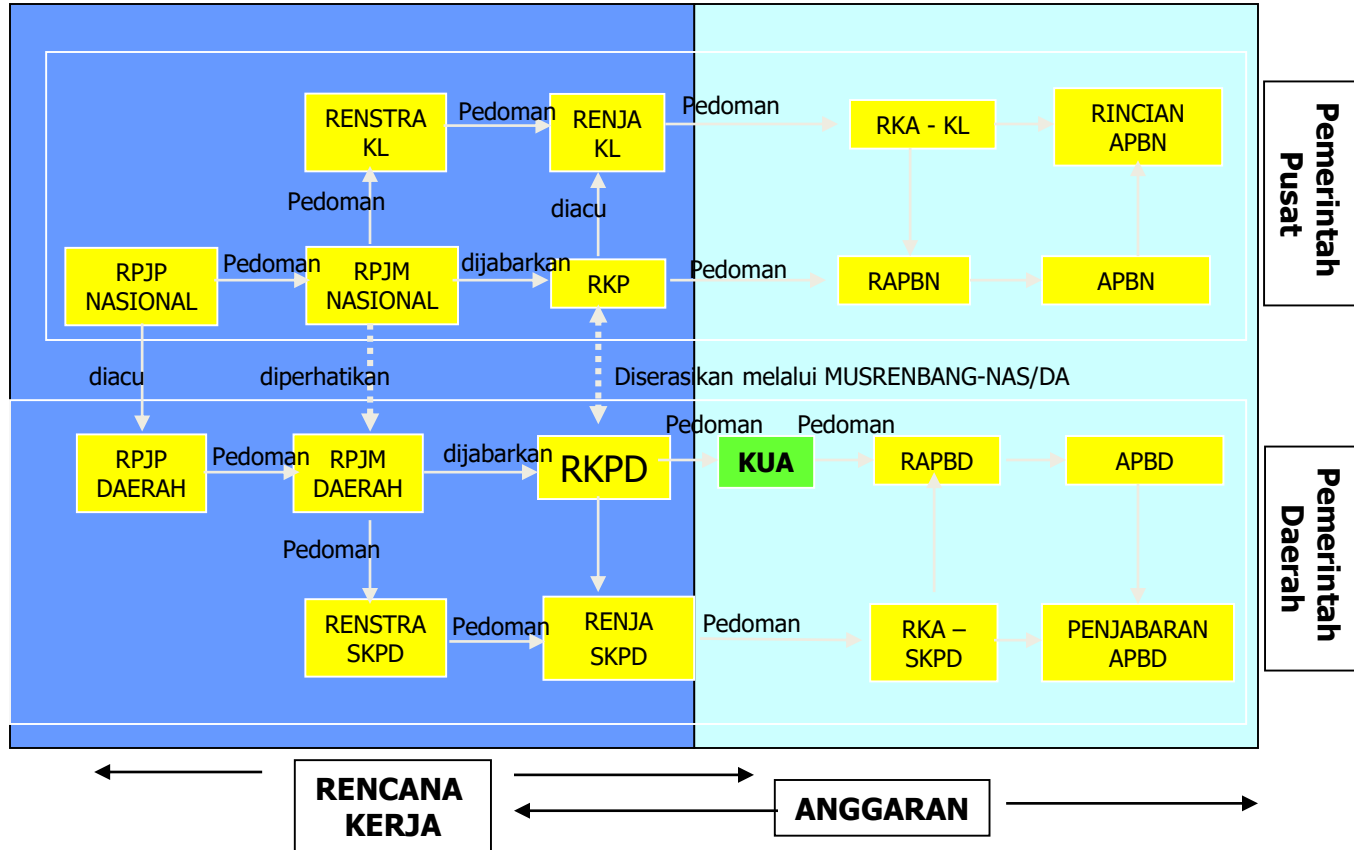 RENSTRA
KL
Pedoman
RENJA
KL
Pedoman
RKA - KL
RINCIAN
APBN
Pemerintah
Pusat
Pedoman
diacu
RPJP
NASIONAL
Pedoman
RPJM
NASIONAL
dijabarkan
RKP
Pedoman
RAPBN
APBN
diacu
diperhatikan
Diserasikan melalui MUSRENBANG-NAS/DA
RPJP
DAERAH
Pedoman
RPJM
DAERAH
dijabarkan
RKPD
Pedoman
KUA
Pedoman
RAPBD
APBD
Pemerintah
Daerah
Pedoman
RENSTRA
SKPD
Pedoman
RENJA
SKPD
Pedoman
RKA –
SKPD
PENJABARAN
APBD
RENCANA
KERJA
ANGGARAN